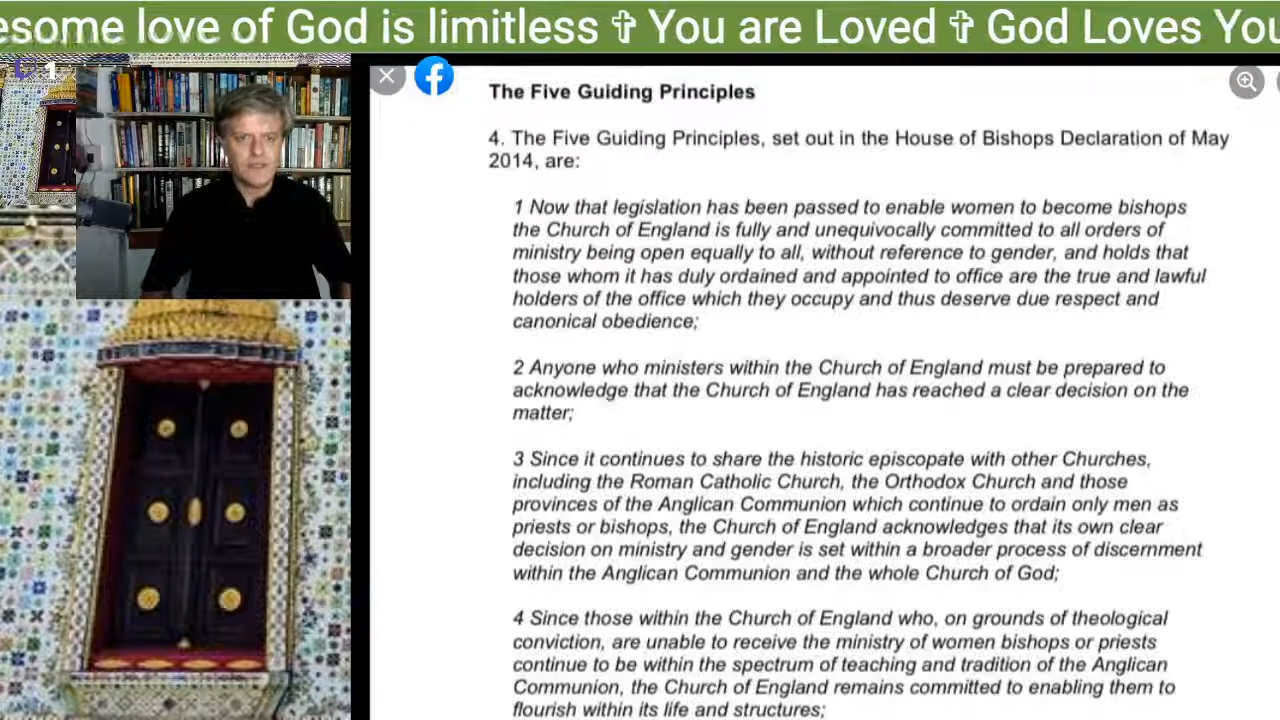 esome love of God is limitless ✞ You are Loved ✞ God Loves You
1
The Five Guiding Principles
4. The Five Guiding Principles, set out in the House of Bishops Declaration of May
2014, are:
1 Now that legislation has been passed to enable women to become bishops
the Church of England is fully and unequivocally committed to all orders of
ministry being open equally to all, without reference to gender, and holds that
those whom it has duly ordained and appointed to office are the true and lawful
holders of the office which they occupy and thus deserve due respect and
canonical obedience;
2 Anyone who ministers within the Church of England must be prepared to
acknowledge that the Church of England has reached a clear decision on the
matter;
3 Since it continues to share the historic episcopate with other Churches,
including the Roman Catholic Church, the Orthodox Church and those
provinces of the Anglican Communion which continue to ordain only men as
priests or bishops, the Church of England acknowledges that its own clear
decision on ministry and gender is set within a broader process of discernment
within the Anglican Communion and the whole Church of God;
4 Since those within the Church of England who, on grounds of theological
conviction, are unable to receive the ministry of women bishops or priests
continue to be within the spectrum of teaching and tradition of the Anglican
Communion, the Church of England remains committed to enabling them to
flourish within its life and structures;